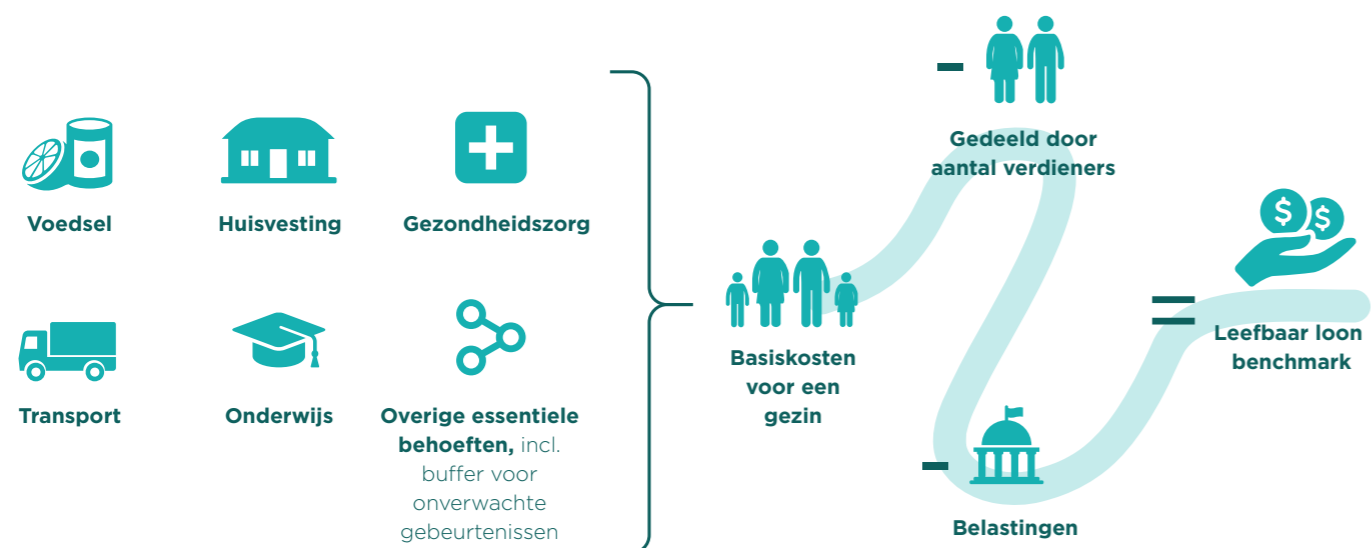 Voedsel
Huisvesting
Gezondheidszorg
Transport
Onderwijs
Overige essentiele
behoeften, incl.
buffer voor
onverwachte
gebeurtenissen
Basiskosten
voor een
gezin
-
Gedeeld door
aantal verdieners
-
Belastingen
=
$ $
Leefbaar loon
benchmark